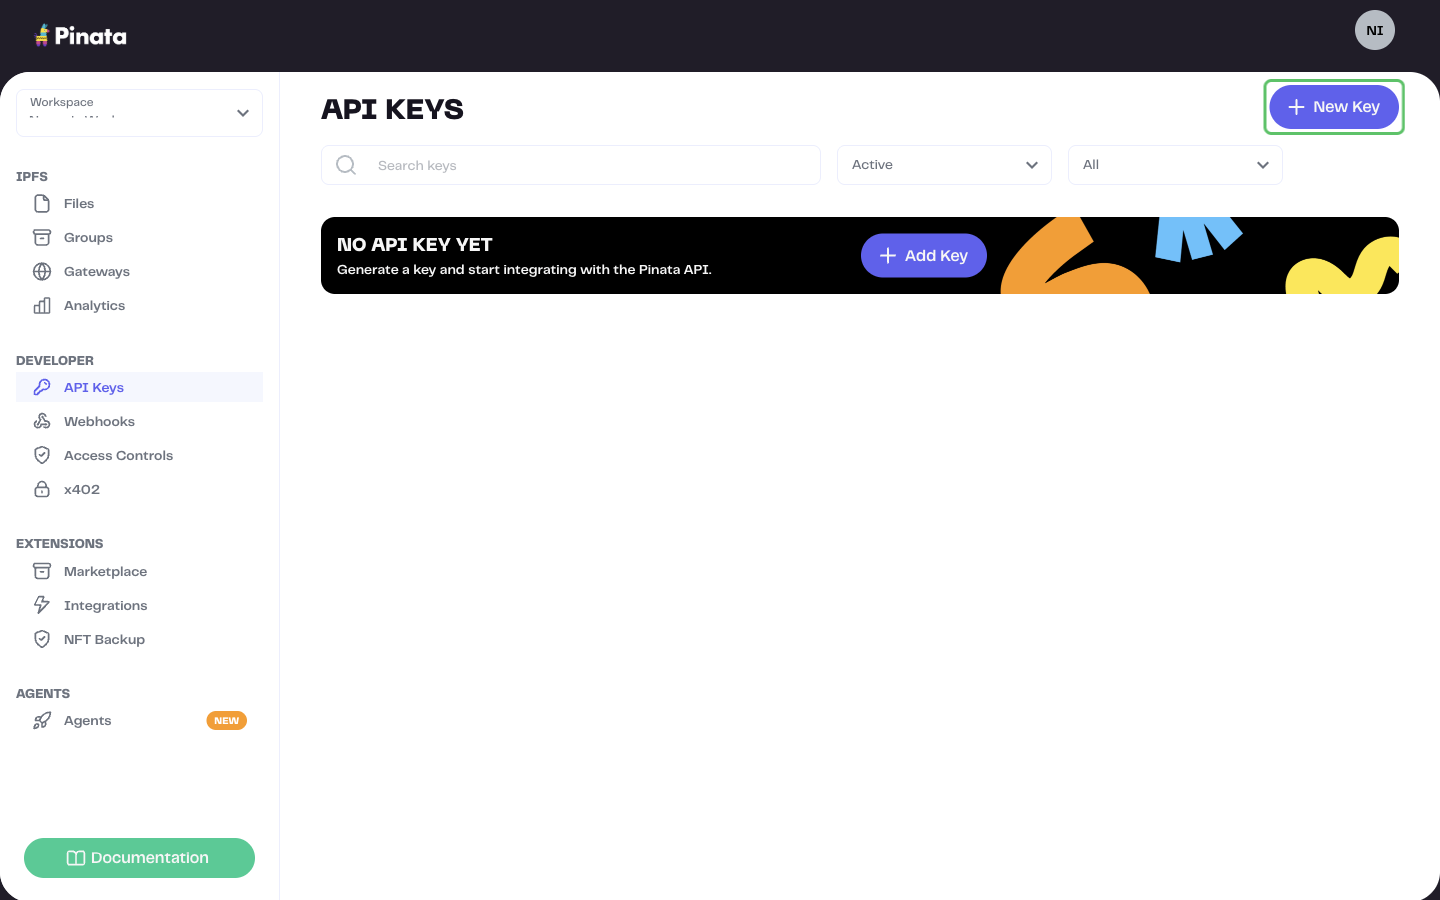 Pinata
NI
Workspace
IPFS
Files
Groups
Gateways
Analytics
DEVELOPER
API Keys
Webhooks
Access Controls
x402
EXTENSIONS
Marketplace
Integrations
NFT Backup
AGENTS
Agents
NEW
Documentation
API KEYS
New Key
Search keys
Active
All
NO API KEY YET
Generate a key and start integrating with the Pinata API.
Add Key